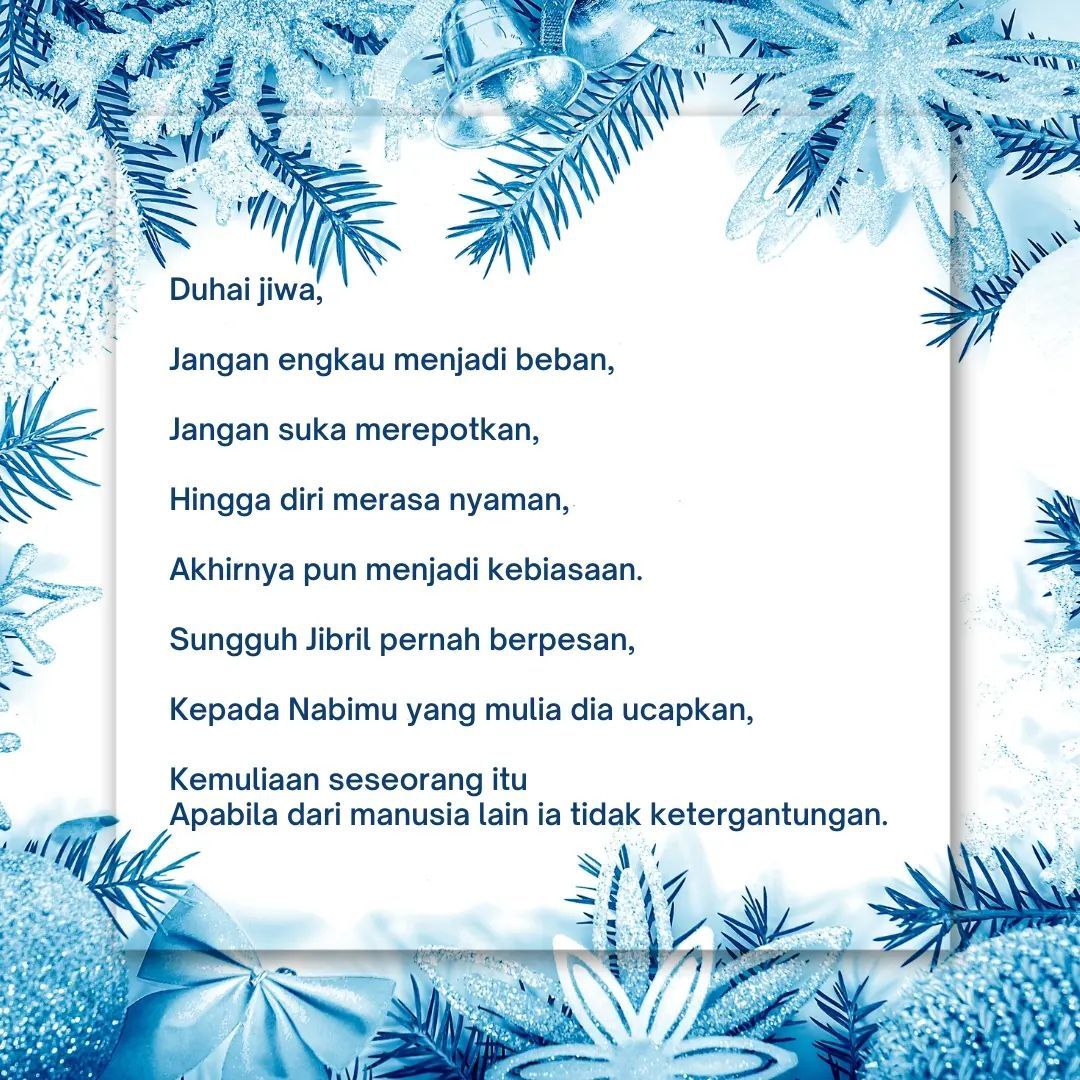 Duhai jiwa,
Jangan engkau menjadi beban,
Jangan suka merepotkan,
Hingga diri merasa nyaman,
Akhirnya pun menjadi kebiasaan.
Sungguh Jibril pernah berpesan,
Kepada Nabimu yang mulia dia ucapkan,
Kemuliaan seseorang itu
Apabila dari manusia lain ia tidak ketergantungan.